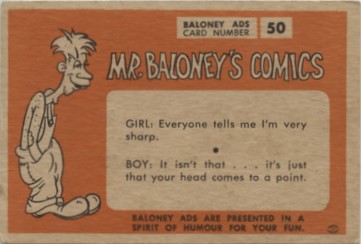 BALONEY ADS
CARD NUMBER 50
MR. BALONEY'S COMICS
GIRL: Everyone tells me I'm very
sharp.
BOY: It isn't that . . . it's just
that your head comes to a point.
BALONEY ADS ARE PRESENTED IN A
SPIRIT OF HUMOUR FOR YOUR FUN.